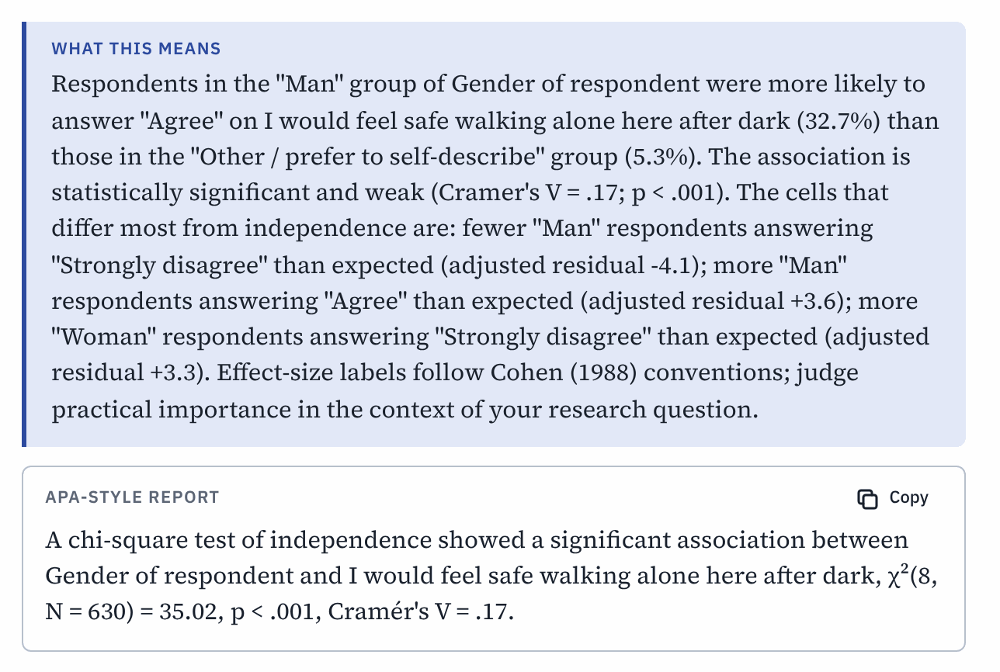 WHAT THIS MEANS
Respondents in the "Man" group of Gender of respondent were more likely to
answer "Agree" on I would feel safe walking alone here after dark (32.7%) than
those in the "Other / prefer to self-describe" group (5.3%). The association is
statistically significant and weak (Cramer's V = .17; p < .001). The cells that
differ most from independence are: fewer "Man" respondents answering
"Strongly disagree" than expected (adjusted residual -4.1); more "Man"
respondents answering "Agree" than expected (adjusted residual +3.6); more
"Woman" respondents answering "Strongly disagree" than expected (adjusted
residual +3.3). Effect-size labels follow Cohen (1988) conventions; judge
practical importance in the context of your research question.
APA-STYLE REPORT
Copy
A chi-square test of independence showed a significant association between
Gender of respondent and I would feel safe walking alone here after dark, χ²(8,
N = 630) = 35.02, p < .001, Cramér's V = .17.